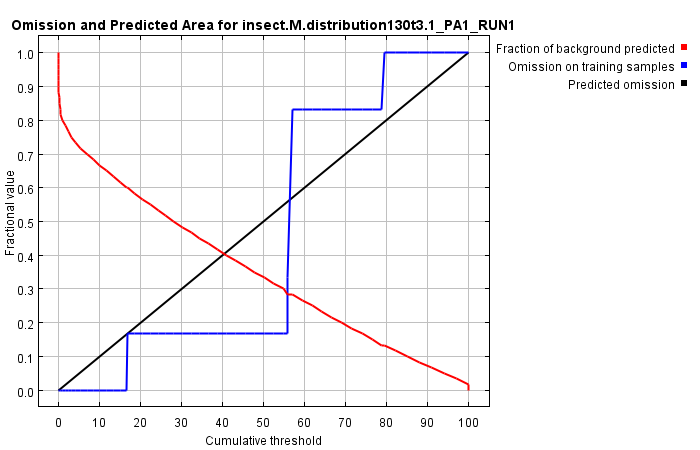 Omission and Predicted Area for insect.M.distribution130t3.1_PA1_RUN1
Fraction of background predicted
Omission on training samples
Predicted omission
Fractional value
1.0
0.9
0.8
0.7
0.6
0.5
0.4
0.3
0.2
0.1
0.0
0 10 20 30 40 50 60 70 80 90 100
Cumulative threshold